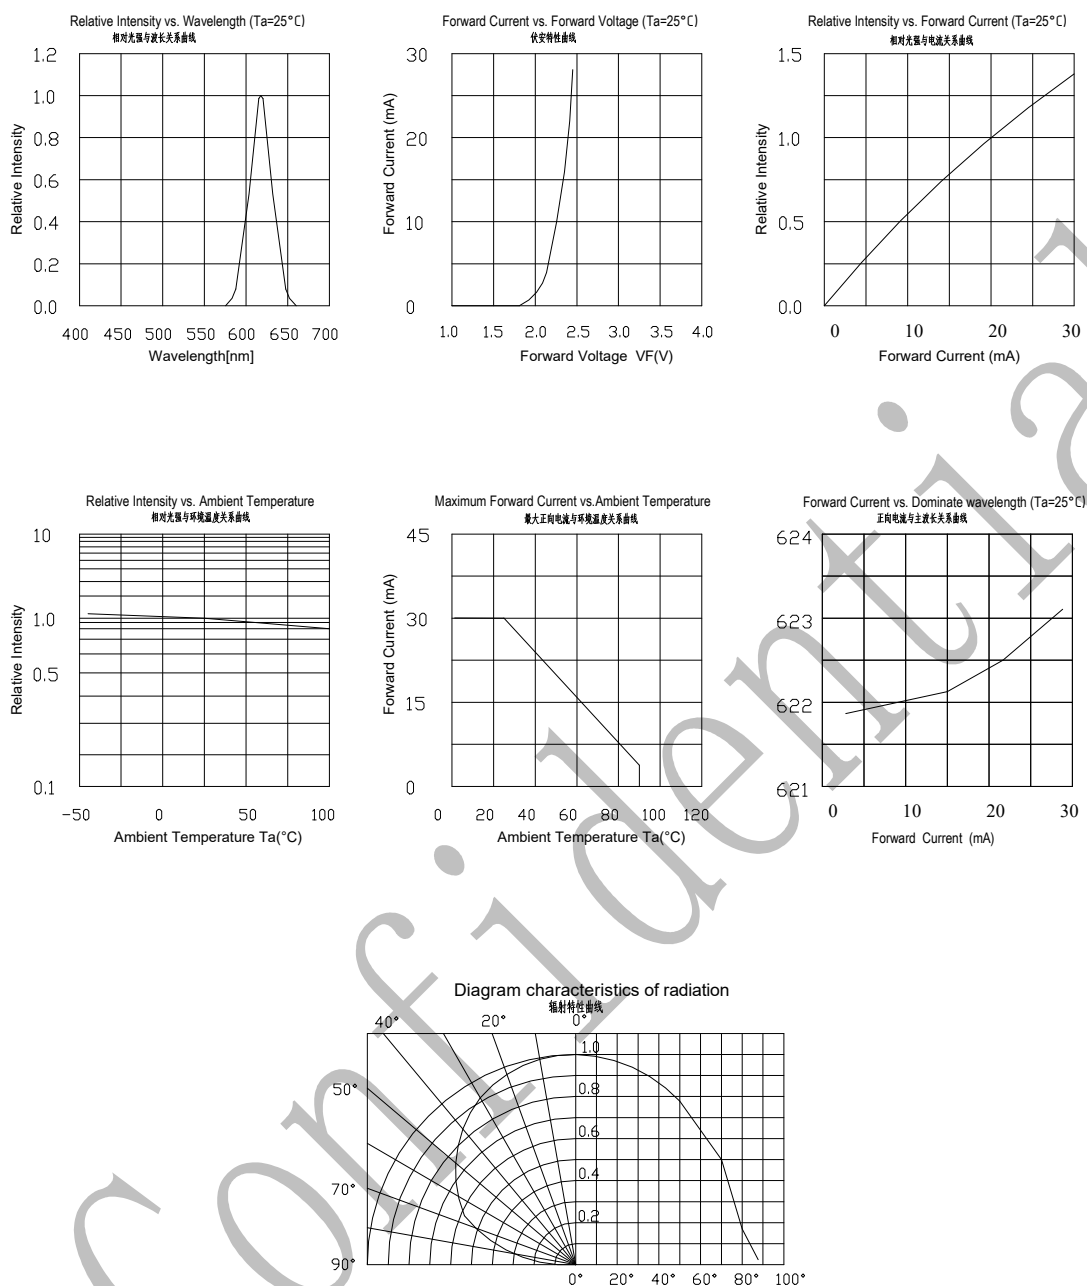 Relative Intensity vs. Wavelength (Ta=25°C)
相对光强与波长关系曲线
1.2
1.0
0.8
0.6
0.4
0.2
0.0
Relative Intensity
400 450 500 550 600 650 700
Wavelength[nm]
Forward Current vs. Forward Voltage (Ta=25°C)
伏安特性曲线
30
20
10
0
Forward Current (mA)
1.0 1.5 2.0 2.5 3.0 3.5 4.0
Forward Voltage VF(V)
Relative Intensity vs. Forward Current (Ta=25°C)
相对光强与电流关系曲线
1.5
1.0
0.5
0.0
Relative Intensity
0 10 20 30
Forward Current (mA)
Relative Intensity vs. Ambient Temperature
相对光强与环境温度关系曲线
10
1.0
0.5
0.1
Relative Intensity
-50 0 50 100
Ambient Temperature Ta(°C)
Maximum Forward Current vs.Ambient Temperature
最大正向电流与环境温度关系曲线
45
30
15
0
Forward Current (mA)
0 20 40 60 80 100 120
Ambient Temperature Ta(°C)
Forward Current vs. Dominate wavelength (Ta=25°C)
正向电流与主波长关系曲线
624
623
622
621
0 10 20 30
Forward Current (mA)
Diagram characteristics of radiation
辐射特性曲线
40° 20° 0°
50°
70°
90°
1.0
0.8
0.6
0.4
0.2
0° 20° 40° 60° 80° 100°
Confidential